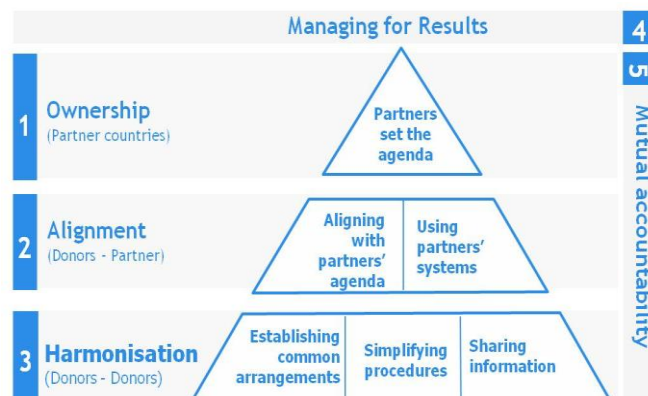 Managing for Results
4
1
Ownership
(Partner countries)
Partners
set the
agenda
2
Alignment
(Donors - Partner)
Aligning
with
partners'
agenda
Using
partners'
systems
3
Harmonisation
(Donors - Donors)
Establishing
common
arrangements
Simplifying
procedures
Sharing
information
5
Mutual accountability